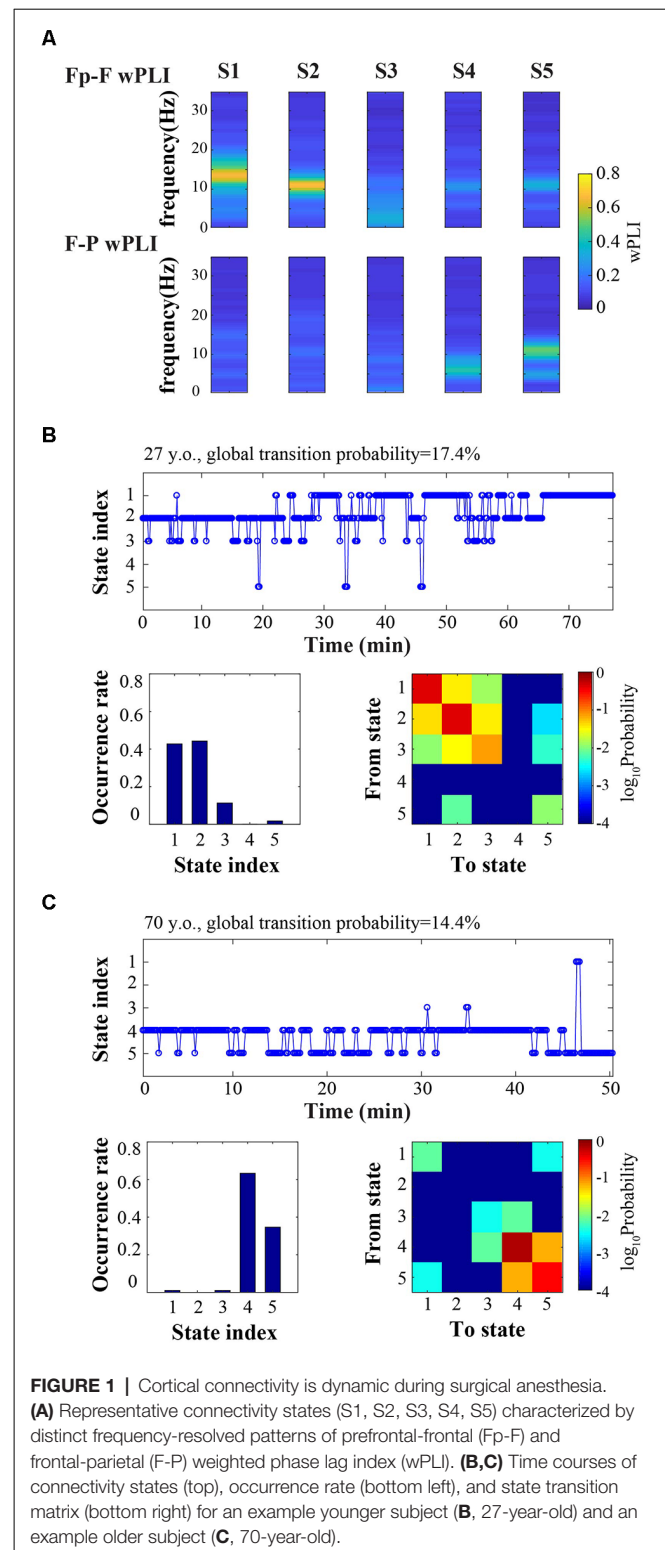 A
Fp-F wPLI
S1 S2 S3 S4 S5
frequency(Hz)
30
20
10
0
F-P wPLI
frequency(Hz)
30
20
10
0
0.8
0.6
0.4
0.2
0
wPLI
B
27 y.o., global transition probability=17.4%
State index
1
2
3
4
5
0 10 20 30 40 50 60 70
Time (min)
Occurrence rate
0.8
0.6
0.4
0.2
0
1 2 3 4 5
State index
From state
1
2
3
4
5
1 2 3 4 5
To state
0
-1
-2
-3
-4
log10Probability
C
70 y.o., global transition probability=14.4%
State index
1
2
3
4
5
0 10 20 30 40 50
Time (min)
Occurrence rate
0.8
0.6
0.4
0.2
0
1 2 3 4 5
State index
From state
1
2
3
4
5
1 2 3 4 5
To state
0
-1
-2
-3
-4
log10Probability
FIGURE 1 | Cortical connectivity is dynamic during surgical anesthesia.
(A) Representative connectivity states (S1, S2, S3, S4, S5) characterized by
distinct frequency-resolved patterns of prefrontal-frontal (Fp-F) and
frontal-parietal (F-P) weighted phase lag index (wPLI). (B,C) Time courses of
connectivity states (top), occurrence rate (bottom left), and state transition
matrix (bottom right) for an example younger subject (B, 27-year-old) and an
example older subject (C, 70-year-old).